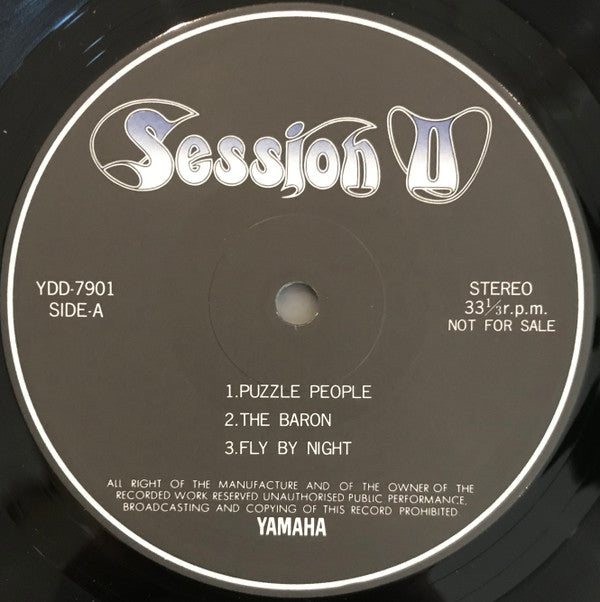 Session II
YDD-7901
SIDE-A
STEREO
33⅓r.p.m.
NOT FOR SALE
1.PUZZLE PEOPLE
2.THE BARON
3.FLY BY NIGHT
ALL RIGHT OF THE MANUFACTURE AND OF THE OWNER OF THE
RECORDED WORK RESERVED UNAUTHORISED PUBLIC PERFORMANCE,
BROADCASTING AND COPYING OF THIS RECORD PROHIBITED
YAMAHA